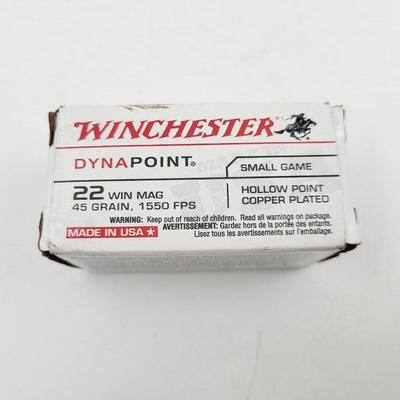 WINCHESTER
DYNAPOINT®
SMALL GAME
22 WIN MAG
45 GRAIN, 1550 FPS
HOLLOW POINT
COPPER PLATED
WARNING: Keep out of reach of children. Read all warnings on package.
AVERTISSEMENT: Gardez hors de la portée des enfants.
Lisez tous les avertissements sur l'emballage.
MADE IN USA